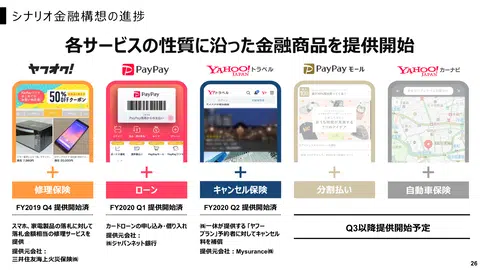 シナリオ金融構想の進捗
各サービスの性質に沿った金融商品を提供開始
ヤフオク!
PayPay
YAHOO! トラベル
JAPAN
PayPay モール
YAHOO! カーナビ
JAPAN
50%
OFFクーポン
PayPay
+
+
+
+
+
修理保険
ローン
キャンセル保険
分割払い
自動車保険
FY2019 Q4 提供開始済
FY2020 Q1 提供開始済
FY2020 Q2 提供開始済
Q3以降提供開始予定
スマホ、家電製品の落札に対して
落札金額相当の修理サービスを
提供
提供元会社:
三井住友海上火災保険㈱
カードローンの申し込み・借り入れ
提供元会社:
㈱ジャパンネット銀行
㈱一休が提供する「ヤフー
プラン」予約者に対してキャンセル
料を補償
提供元会社:Mysurance㈱
26